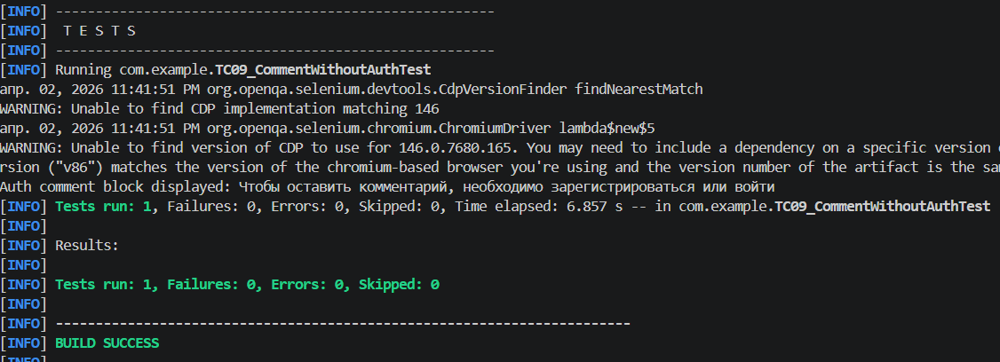 [INFO] -------------------------------------------------------
[INFO]  T E S T S
[INFO] -------------------------------------------------------
[INFO] Running com.example.TC09_CommentWithoutAuthTest
апр. 02, 2026 11:41:51 PM org.openqa.selenium.devtools.CdpVersionFinder findNearestMatch
WARNING: Unable to find CDP implementation matching 146
апр. 02, 2026 11:41:51 PM org.openqa.selenium.chromium.ChromiumDriver lambda$new$5
WARNING: Unable to find version of CDP to use for 146.0.7680.165. You may need to include a dependency on a specific version
rsion ("v86") matches the version of the chromium-based browser you're using and the version number of the artifact is the
Auth comment block displayed: Чтобы оставить комментарий, необходимо зарегистрироваться или войти
[INFO] Tests run: 1, Failures: 0, Errors: 0, Skipped: 0, Time elapsed: 6.857 s -- in com.example.TC09_CommentWithoutAuthTest
[INFO]
[INFO] Results:
[INFO]
[INFO] Tests run: 1, Failures: 0, Errors: 0, Skipped: 0
[INFO]
[INFO] ------------------------------------------------------------------------
[INFO] BUILD SUCCESS
[INFO]